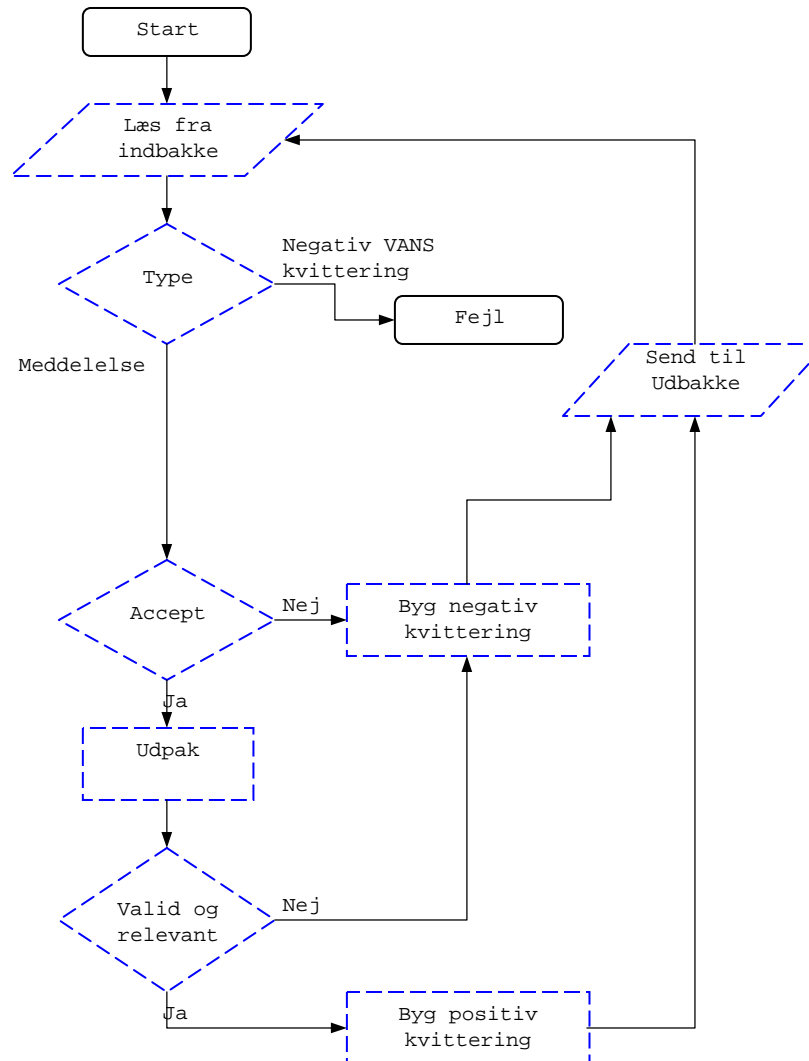 Start
Læs fra
indbakke
Negativ VANS
kvittering
Type
Fejl
Send til
Udbakke
Meddelelse
Accept
Nej
Byg negativ
kvittering
Ja
Udpak
Valid og
relevant
Nej
Ja
Byg positiv
kvittering